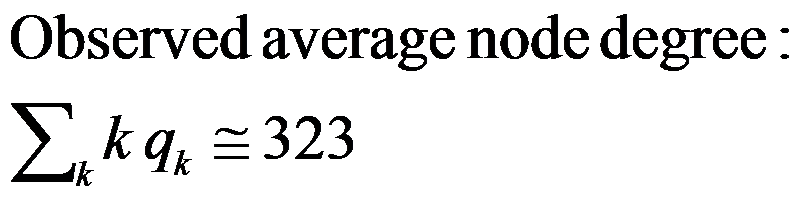 Observed average node degree :
∑ₖ k qₖ ≅ 323